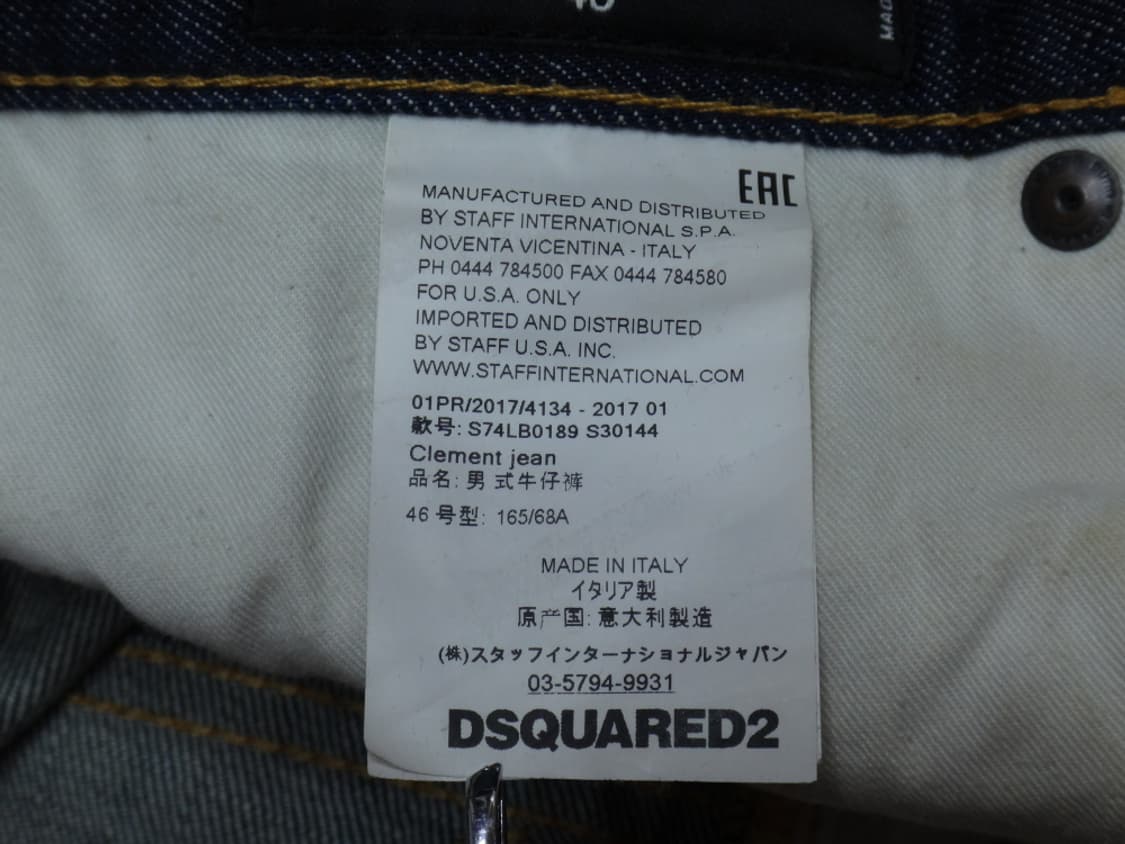 MAD
EAC
MANUFACTURED AND DISTRIBUTED
BY STAFF INTERNATIONAL S.P.A.
NOVENTA VICENTINA - ITALY
PH 0444 784500 FAX 0444 784580
FOR U.S.A. ONLY
IMPORTED AND DISTRIBUTED
BY STAFF U.S.A. INC.
WWW.STAFFINTERNATIONAL.COM
01PR/2017/4134 - 2017 01
款号: S74LB0189 S30144
Clement jean
品名: 男 式牛仔裤
46 号型: 165/68A
MADE IN ITALY
イタリア製
原产国: 意大利製造
(株)スタッフインターナショナルジャパン
03-5794-9931
DSQUARED2